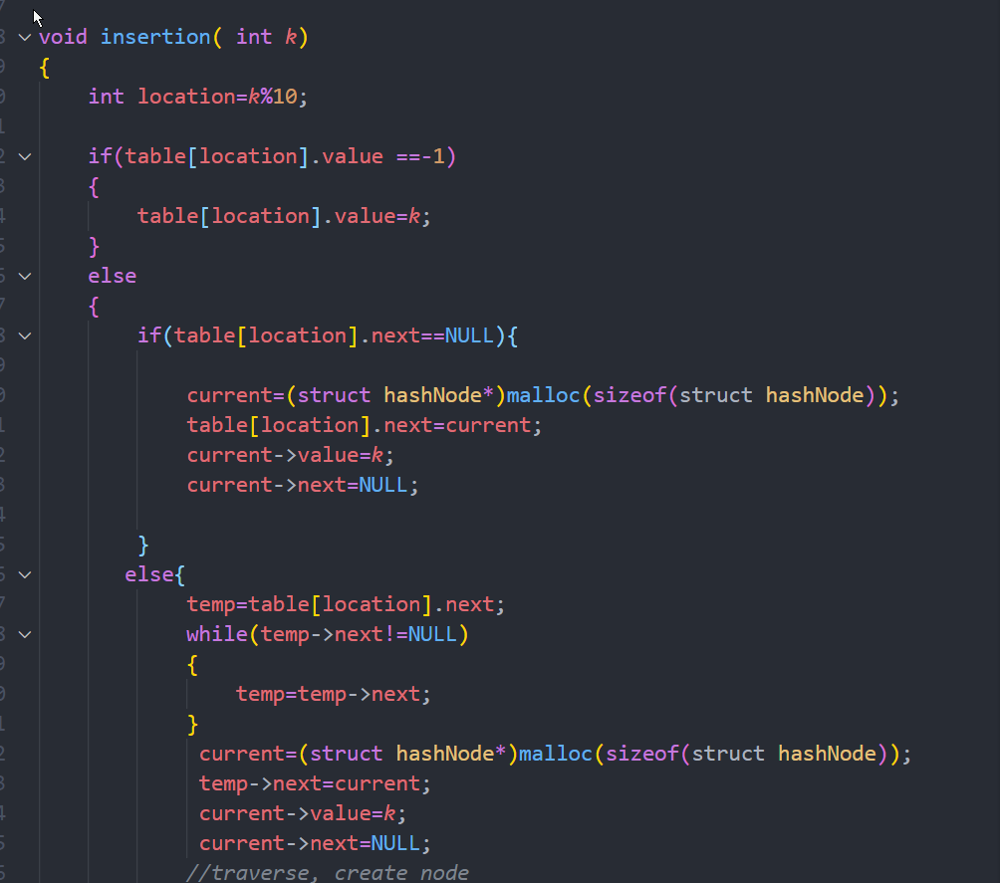 void insertion( int k)
{
int location=k%10;
if(table[location].value ==-1)
{
table[location].value=k;
}
else
{
if(table[location].next==NULL){
current=(struct hashNode*)malloc(sizeof(struct hashNode));
table[location].next=current;
current->value=k;
current->next=NULL;
}
else{
temp=table[location].next;
while(temp->next!=NULL)
{
temp=temp->next;
}
current=(struct hashNode*)malloc(sizeof(struct hashNode));
temp->next=current;
current->value=k;
current->next=NULL;
//traverse, create node